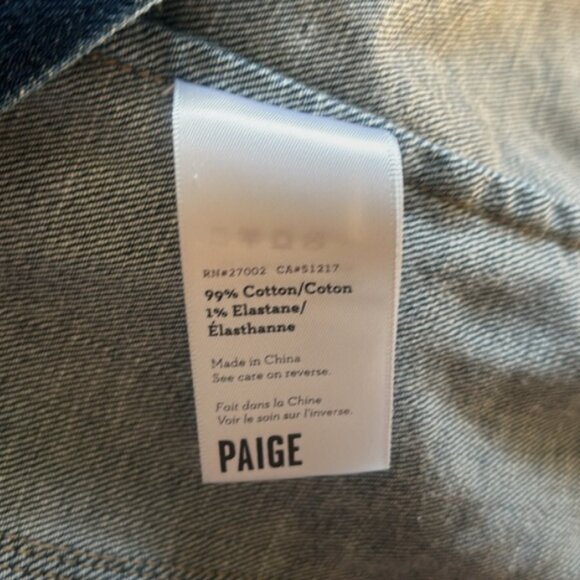 RN#27002 CA#51217
99% Cotton/Coton
1% Elastane/
Élasthanne
Made in China
See care on reverse.
Fait dans la Chine
Voir le soin sur l'inverse.
PAIGE